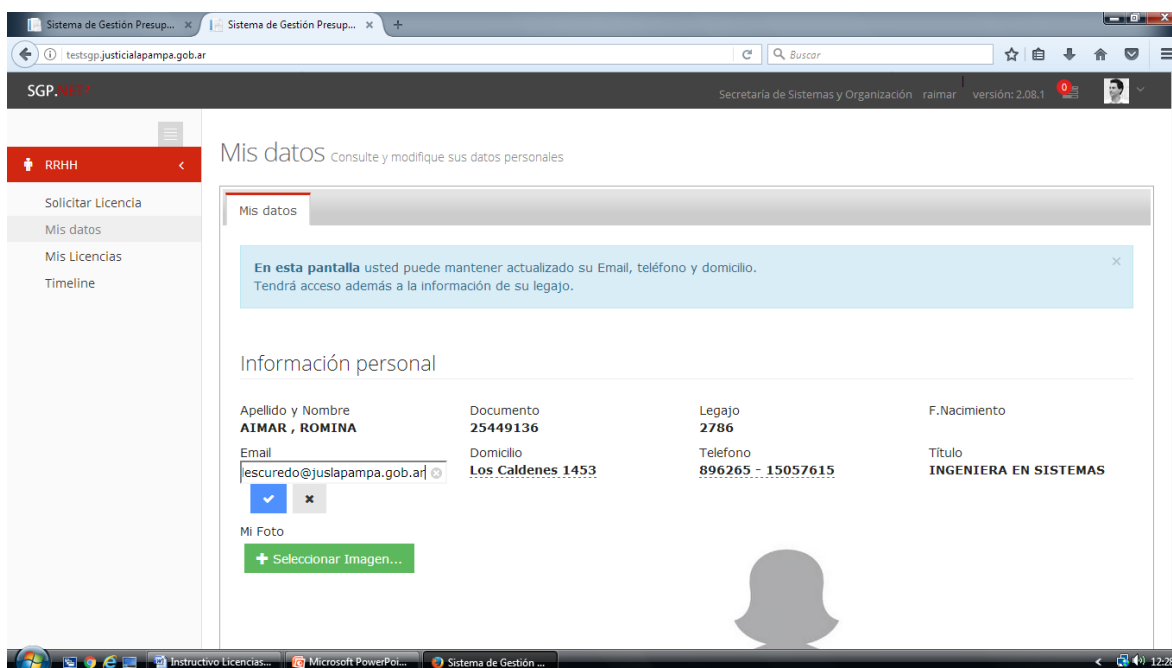 Sistema de Gestión Presup... × Sistema de Gestión Presup... × +
testsgp.justicialapampa.gob.ar Buscar
SGP.NET7 Secretaría de Sistemas y Organización raimar versión: 2.08.1 0
RRHH
Solicitar Licencia
Mis datos
Mis Licencias
Timeline
Mis datos Consulte y modifique sus datos personales
Mis datos
En esta pantalla usted puede mantener actualizado su Email, teléfono y domicilio. ×
Tendrá acceso además a la información de su legajo.
Información personal
Apellido y Nombre Documento Legajo F.Nacimiento
AIMAR , ROMINA 25449136 2786
Email Domicilio Telefono Título
lescuredo@juslapampa.gob.ar Los Caldenes 1453 896265 - 15057615 INGENIERA EN SISTEMAS
Mi Foto
+ Seleccionar Imagen...
Instructivo Licencias... Microsoft PowerPoi... Sistema de Gestión ... 12:28